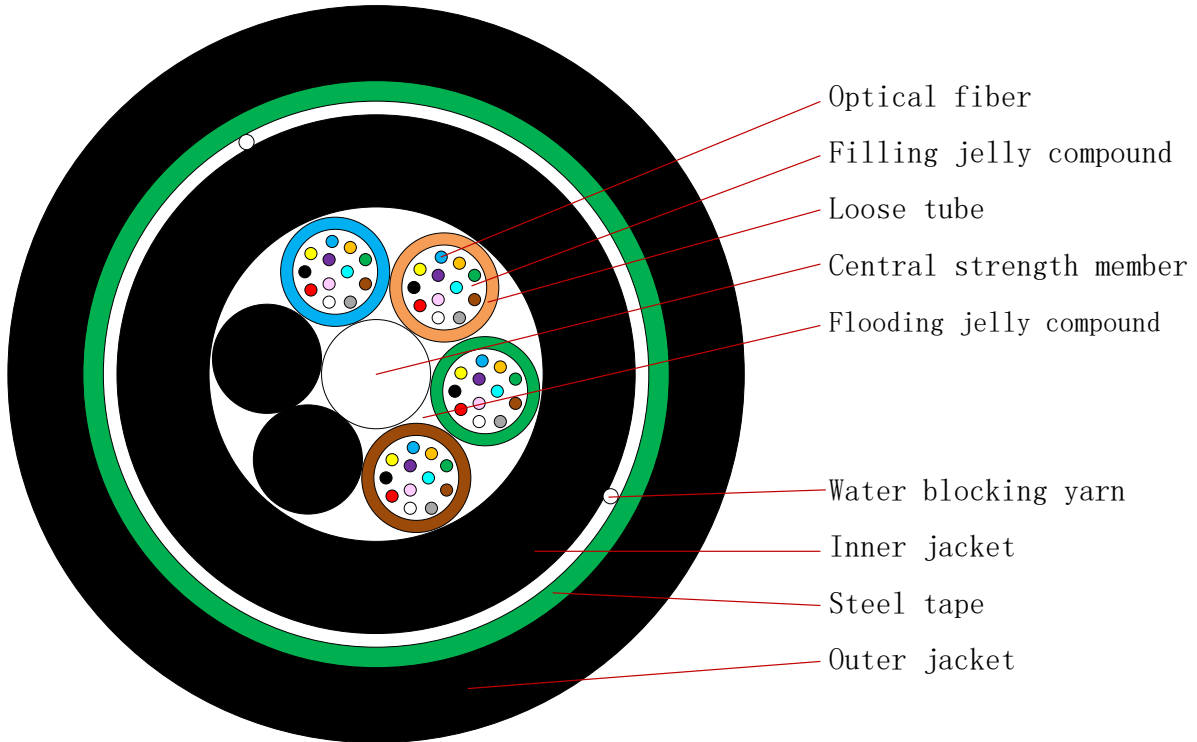 Optical fiber
Filling jelly compound
Loose tube
Central strength member
Flooding jelly compound
Water blocking yarn
Inner jacket
Steel tape
Outer jacket